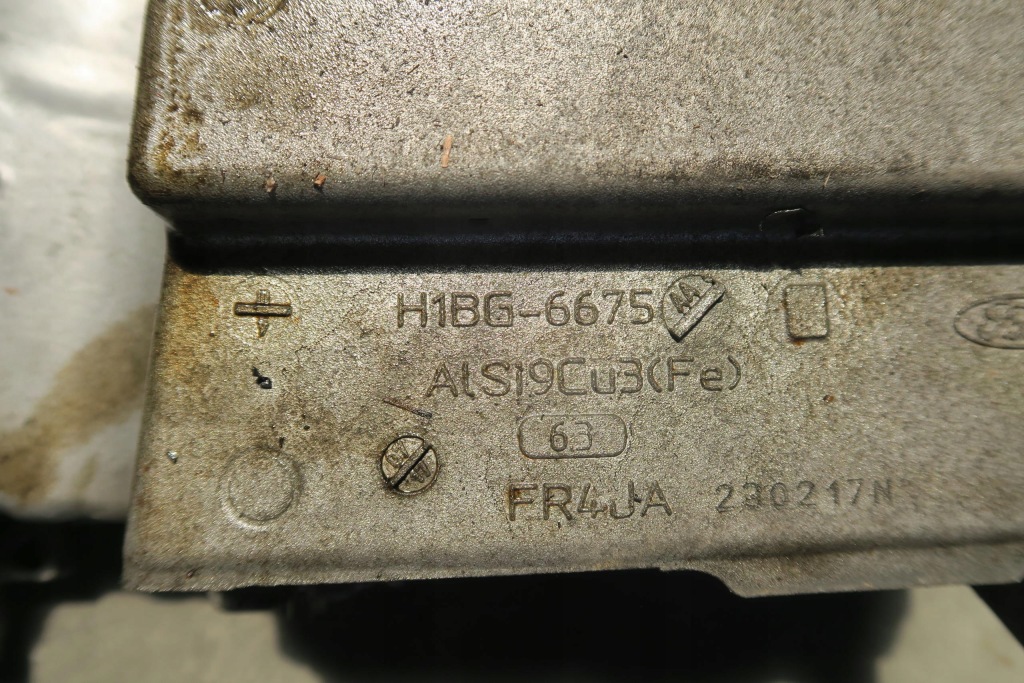 H1BG-6675 AA
AlSi9Cu3(Fe)
63
FR4JA 230217N